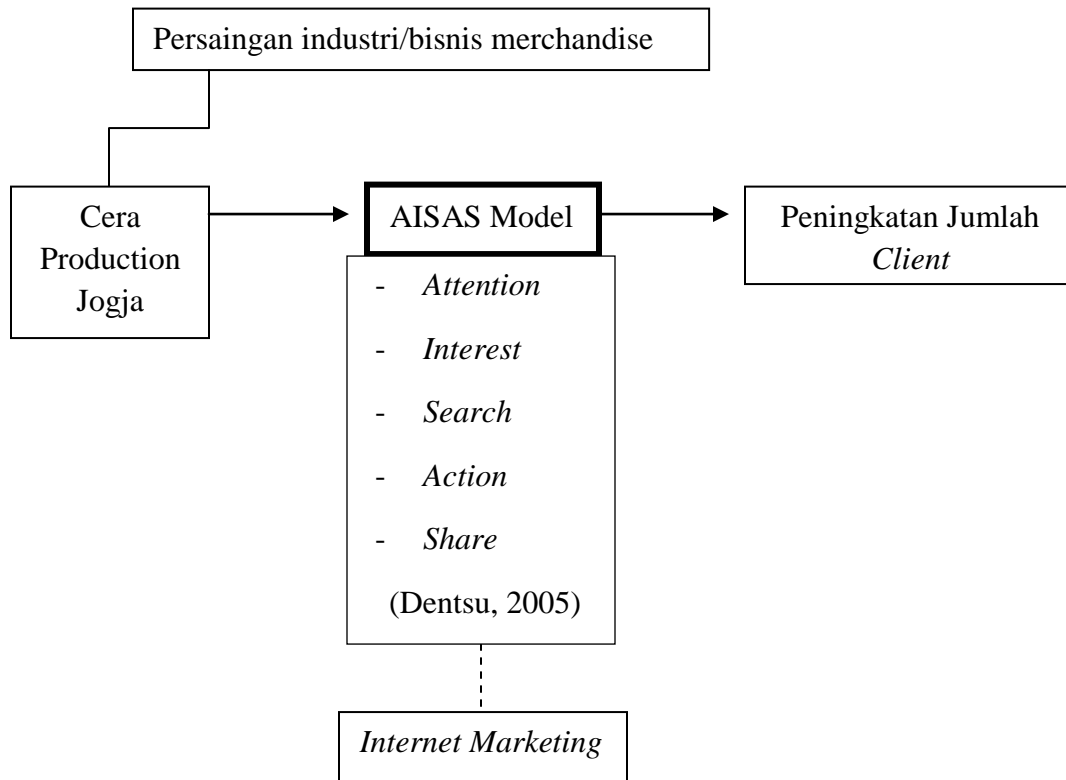 Persaingan industri/bisnis merchandise
Cera
Production
Jogja
AISAS Model
- Attention
- Interest
- Search
- Action
- Share
(Dentsu, 2005)
Peningkatan Jumlah
Client
Internet Marketing